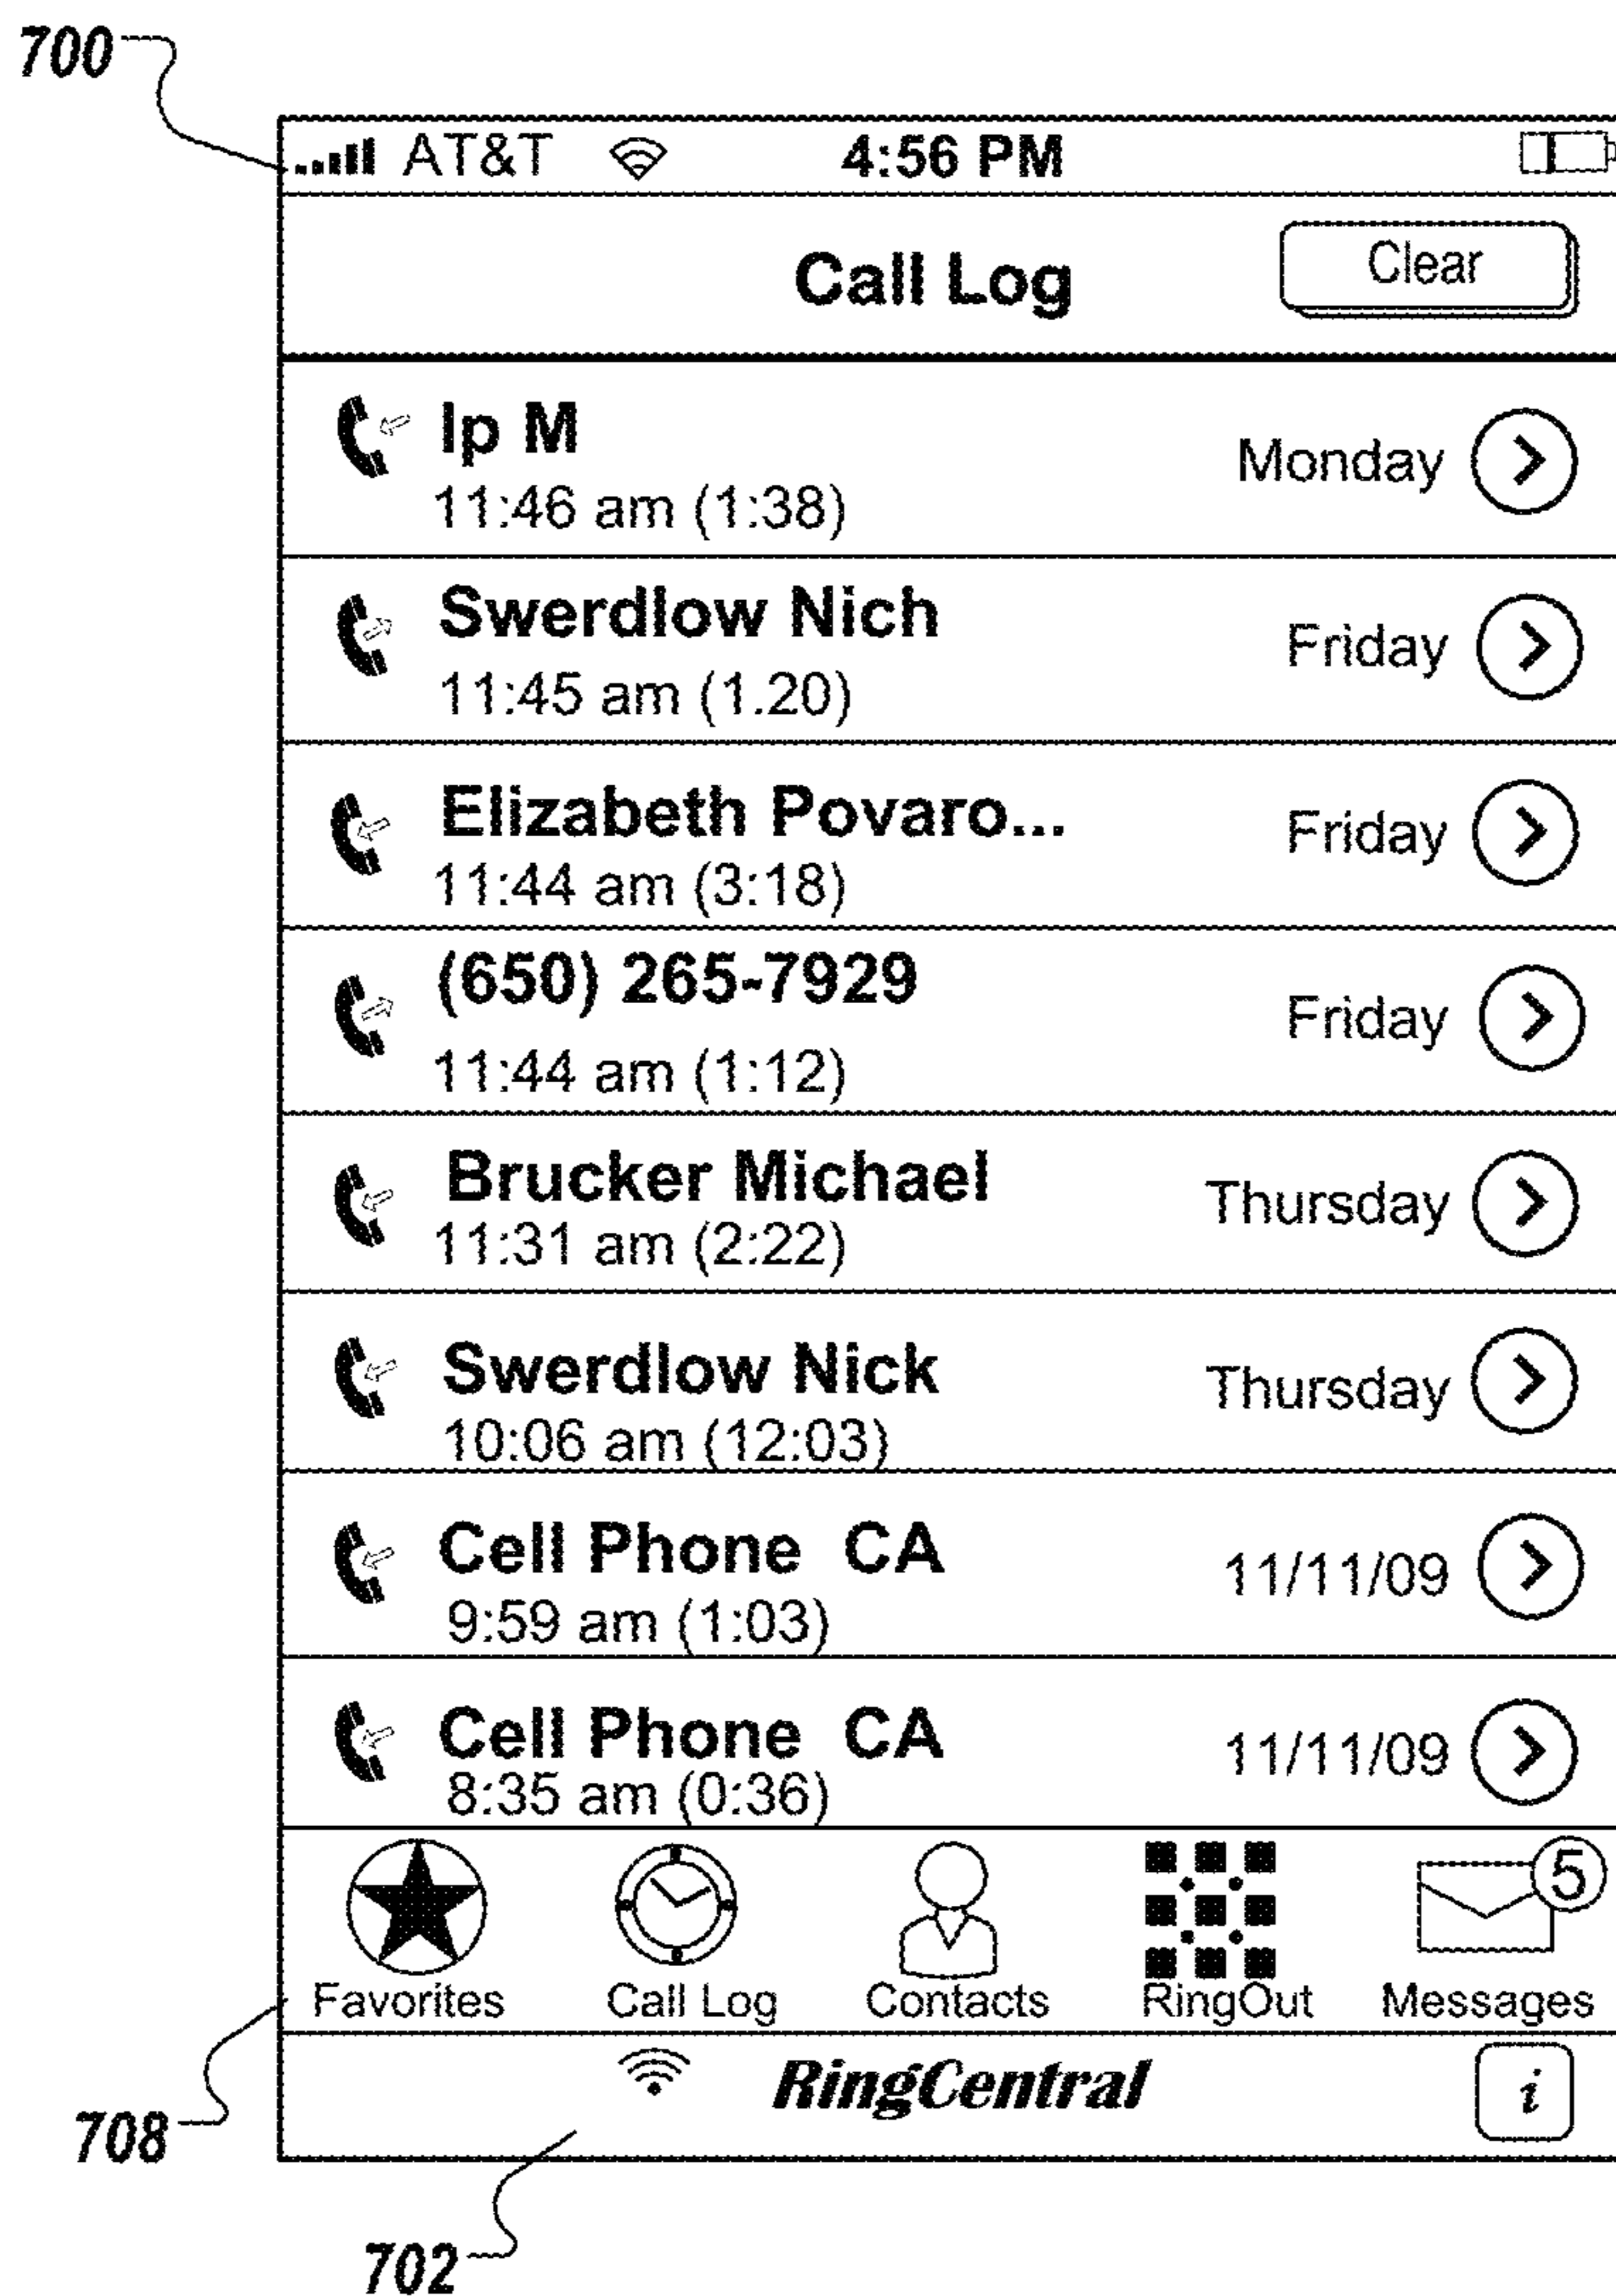 700
AT&T 4:56 PM
Call Log Clear
Ip M
Monday
11:46 am (1:38)
Swerdlow Nich
Friday
11:45 am (1.20)
Elizabeth Povaro...
Friday
11:44 am (3:18)
(650) 265-7929
Friday
11:44 am (1:12)
Brucker Michael
Thursday
11:31 am (2:22)
Swerdlow Nick
Thursday
10:06 am (12:03)
Cell Phone CA
11/11/09
9:59 am (1:03)
Cell Phone CA
11/11/09
8:35 am (0:36)
5
Favorites Call Log Contacts RingOut Messages
RingCentral i
708
702